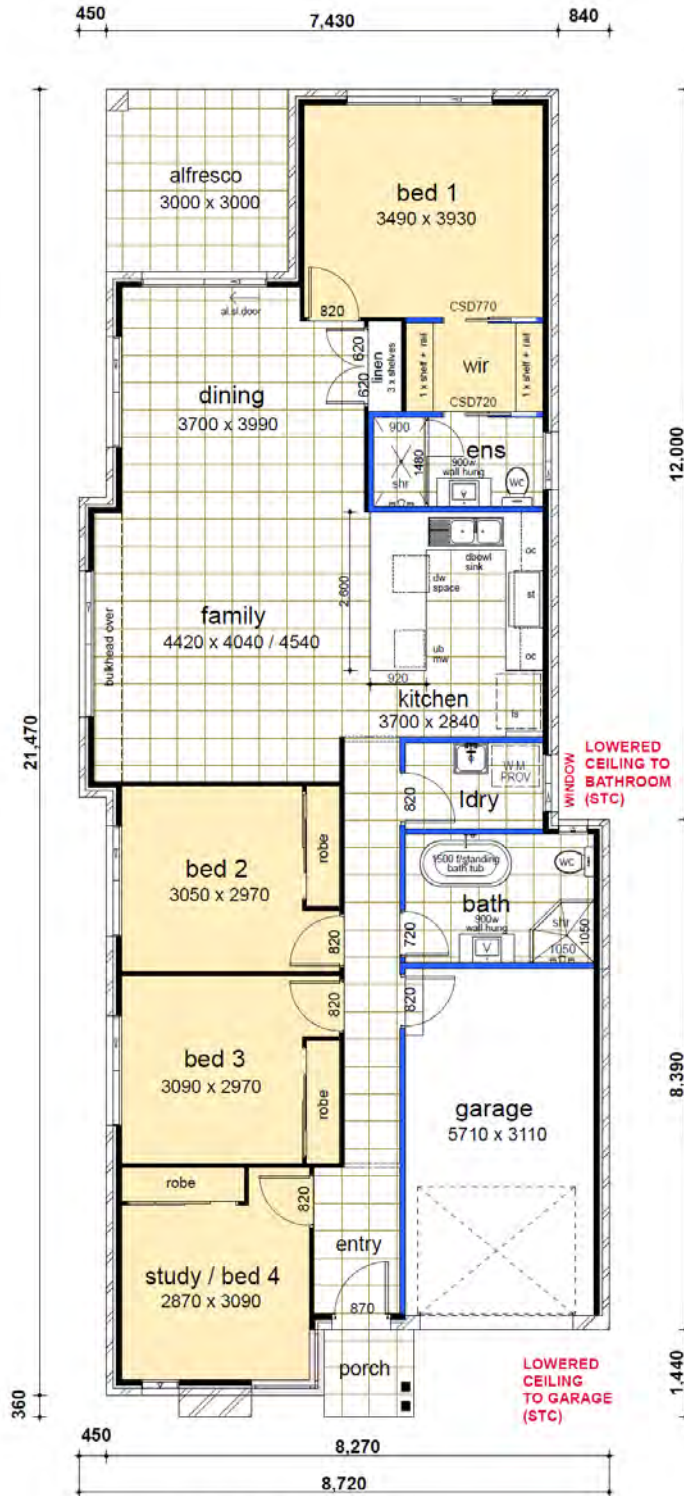 450
7,430
840
alfresco
3000 x 3000
bed 1
3490 x 3930
820
CSD770
al.sl.door
620
620
linen
3 x shelves
1 x shelf + rail
wir
1 x shelf + rail
CSD720
dining
3700 x 3990
12.000
900
1480
shr
ens
900w
wall hung
V
WC
dbowl
sink
oc
dw
space
st
2,600
family
4420 x 4040 / 4540
bulkhead over
ub
mw
oc
920
kitchen
3700 x 2840
fs
21,470
W.M.
PROV
ldry
820
WINDOW
LOWERED
CEILING TO
BATHROOM
(STC)
bed 2
3050 x 2970
robe
820
1500 f/standing
bath tub
WC
bath
720
900w
wall hung
V
shr
1050
1050
820
820
bed 3
3090 x 2970
robe
garage
5710 x 3110
8.390
robe
820
study / bed 4
2870 x 3090
entry
870
porch
LOWERED
CEILING
TO GARAGE
(STC)
1.440
360
450
8,270
8,720